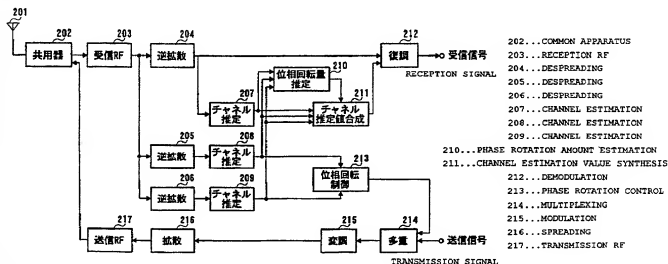 201
202
共用器
203
受信RF
204
逆拡散
212
復調
受信信号
RECEPTION SIGNAL
210
位相回転量
推定
207
チャネル
推定
211
チャネル
推定値合成
205
逆拡散
208
チャネル
推定
213
位相回転
制御
206
逆拡散
209
チャネル
推定
217
送信RF
216
拡散
215
変調
214
多重
送信信号
TRANSMISSION SIGNAL
202...COMMON APPARATUS
203...RECEPTION RF
204...DESPREADING
205...DESPREADING
206...DESPREADING
207...CHANNEL ESTIMATION
208...CHANNEL ESTIMATION
209...CHANNEL ESTIMATION
210...PHASE ROTATION AMOUNT ESTIMATION
211...CHANNEL ESTIMATION VALUE SYNTHESIS
212...DEMODULATION
213...PHASE ROTATION CONTROL
214...MULTIPLEXING
215...MODULATION
216...SPREADING
217...TRANSMISSION RF